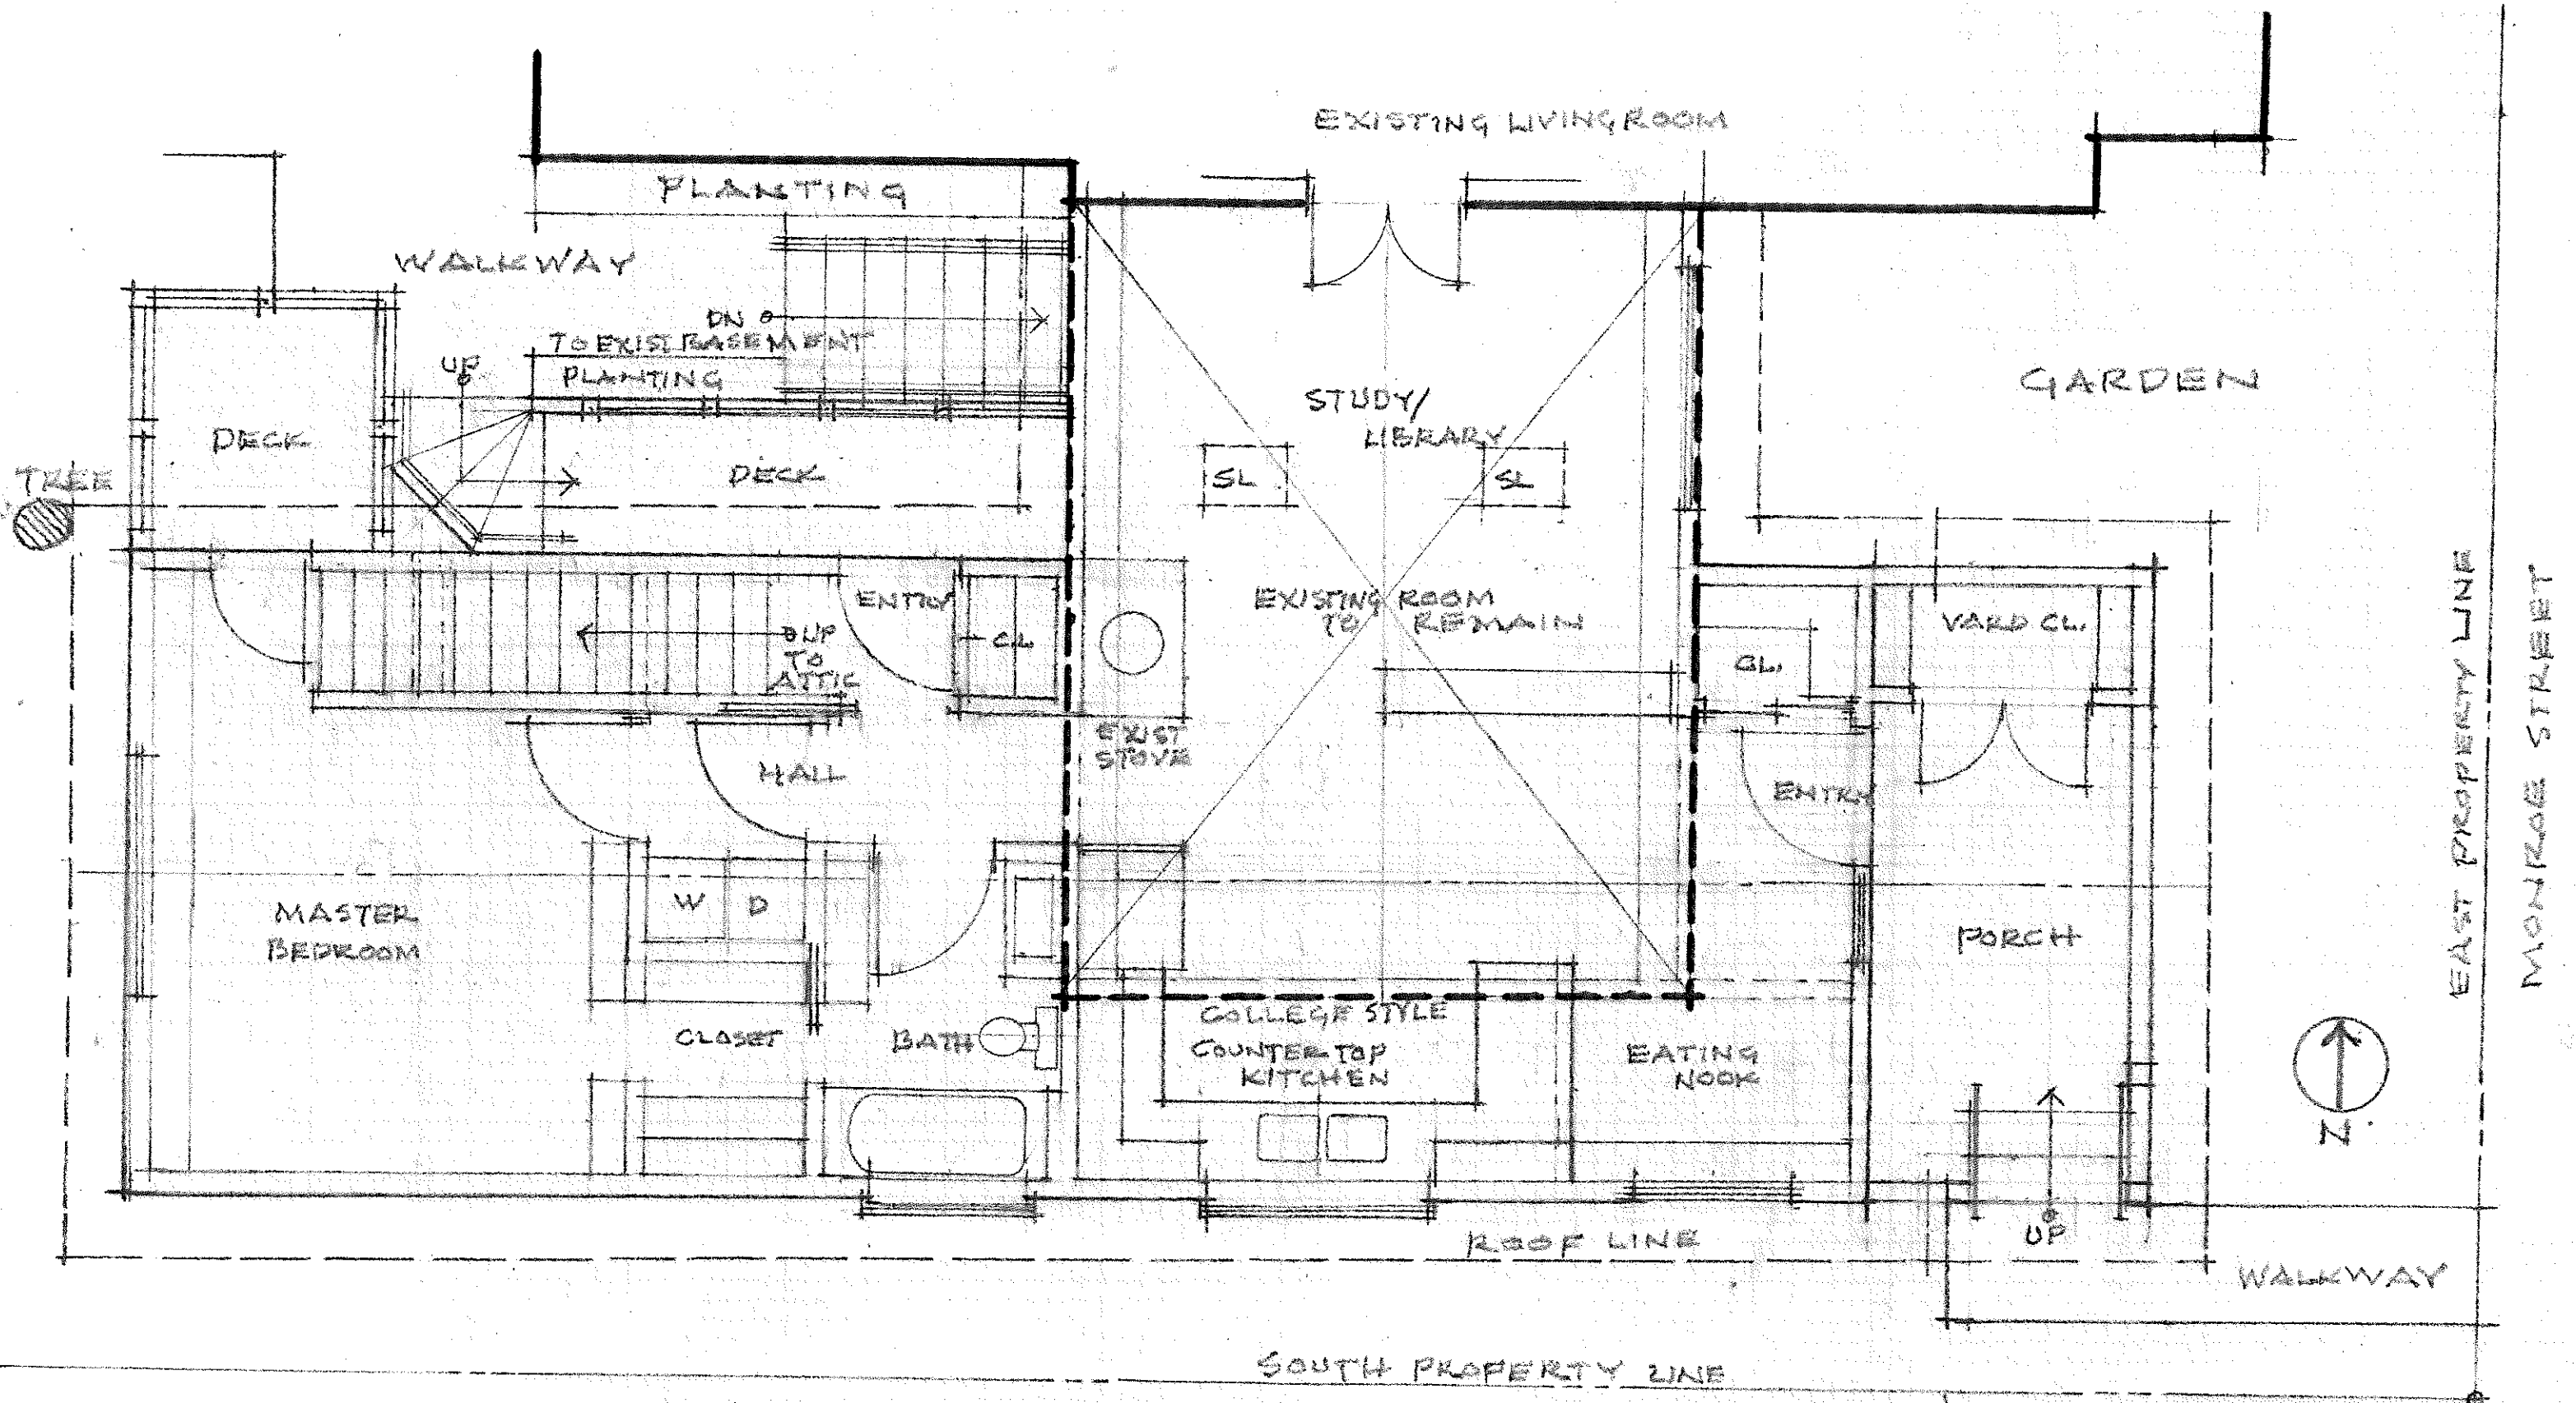 EXISTING LIVINGROOM
PLANTING
WALKWAY
DN
TO EXIST BASEMENT
UP
PLANTING
GARDEN
STUDY/
LIBRARY
DECK
DECK
SL
SL
TREE
ENTRY
CL
UP
TO
ATTIC
EXISTING ROOM
TO REMAIN
YARD CL.
CL.
EXIST
STOVE
HALL
ENTRY
EAST PROPERTY LINE
MONROE STREET
W
D
MASTER
BEDROOM
PORCH
CLOSET
BATH
COLLEGE STYLE
COUNTER TOP
KITCHEN
EATING
NOOK
N
UP
ROOF LINE
WALKWAY
SOUTH PROPERTY LINE